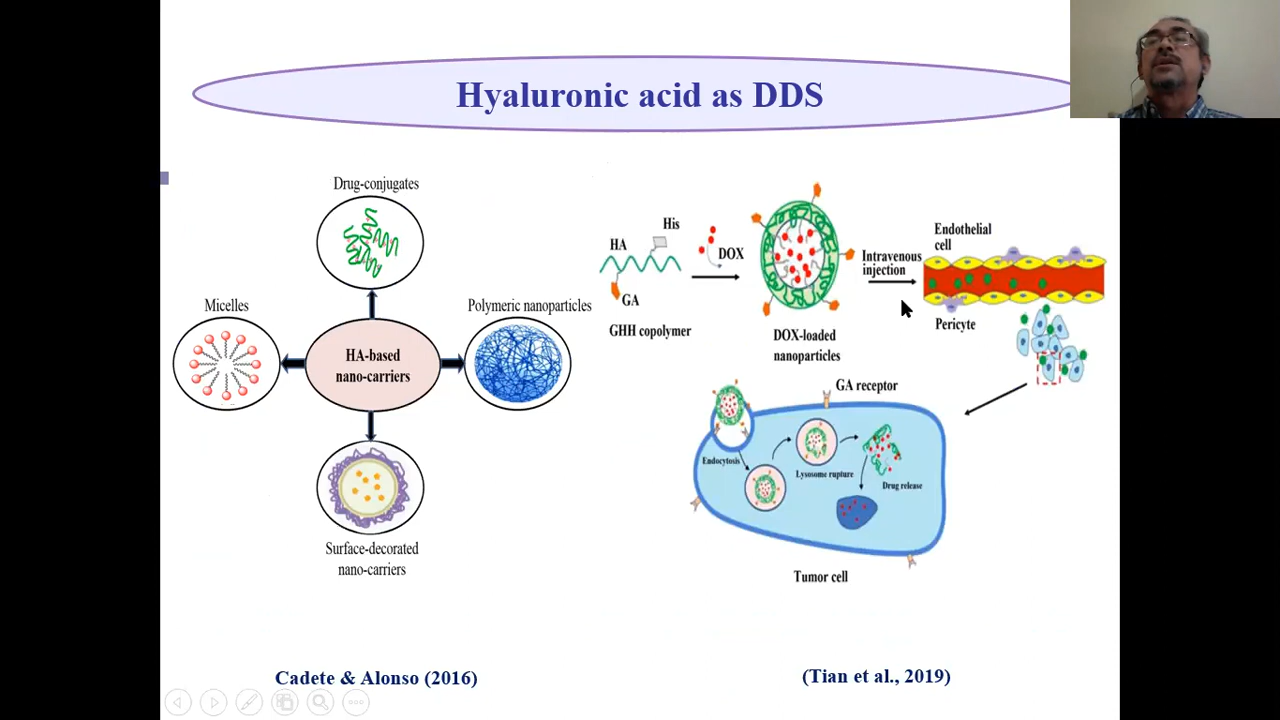 Hyaluronic acid as DDS
Drug-conjugates
Micelles
Polymeric nanoparticles
HA-based
nano-carriers
Surface-decorated
nano-carriers
Cadete & Alonso (2016)
His
HA
DOX
GA
GHH copolymer
DOX-loaded
nanoparticles
Intravenous
injection
Endothelial
cell
Pericyte
GA receptor
Endocytosis
Lysosome rupture
Drug release
Tumor cell
(Tian et al., 2019)